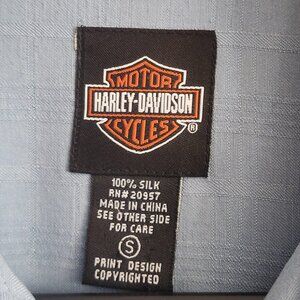 MOTOR
HARLEY-DAVIDSON
CYCLES
®
100% SILK
RN# 20957
MADE IN CHINA
SEE OTHER SIDE
FOR CARE
S
PRINT DESIGN
COPYRIGHTED